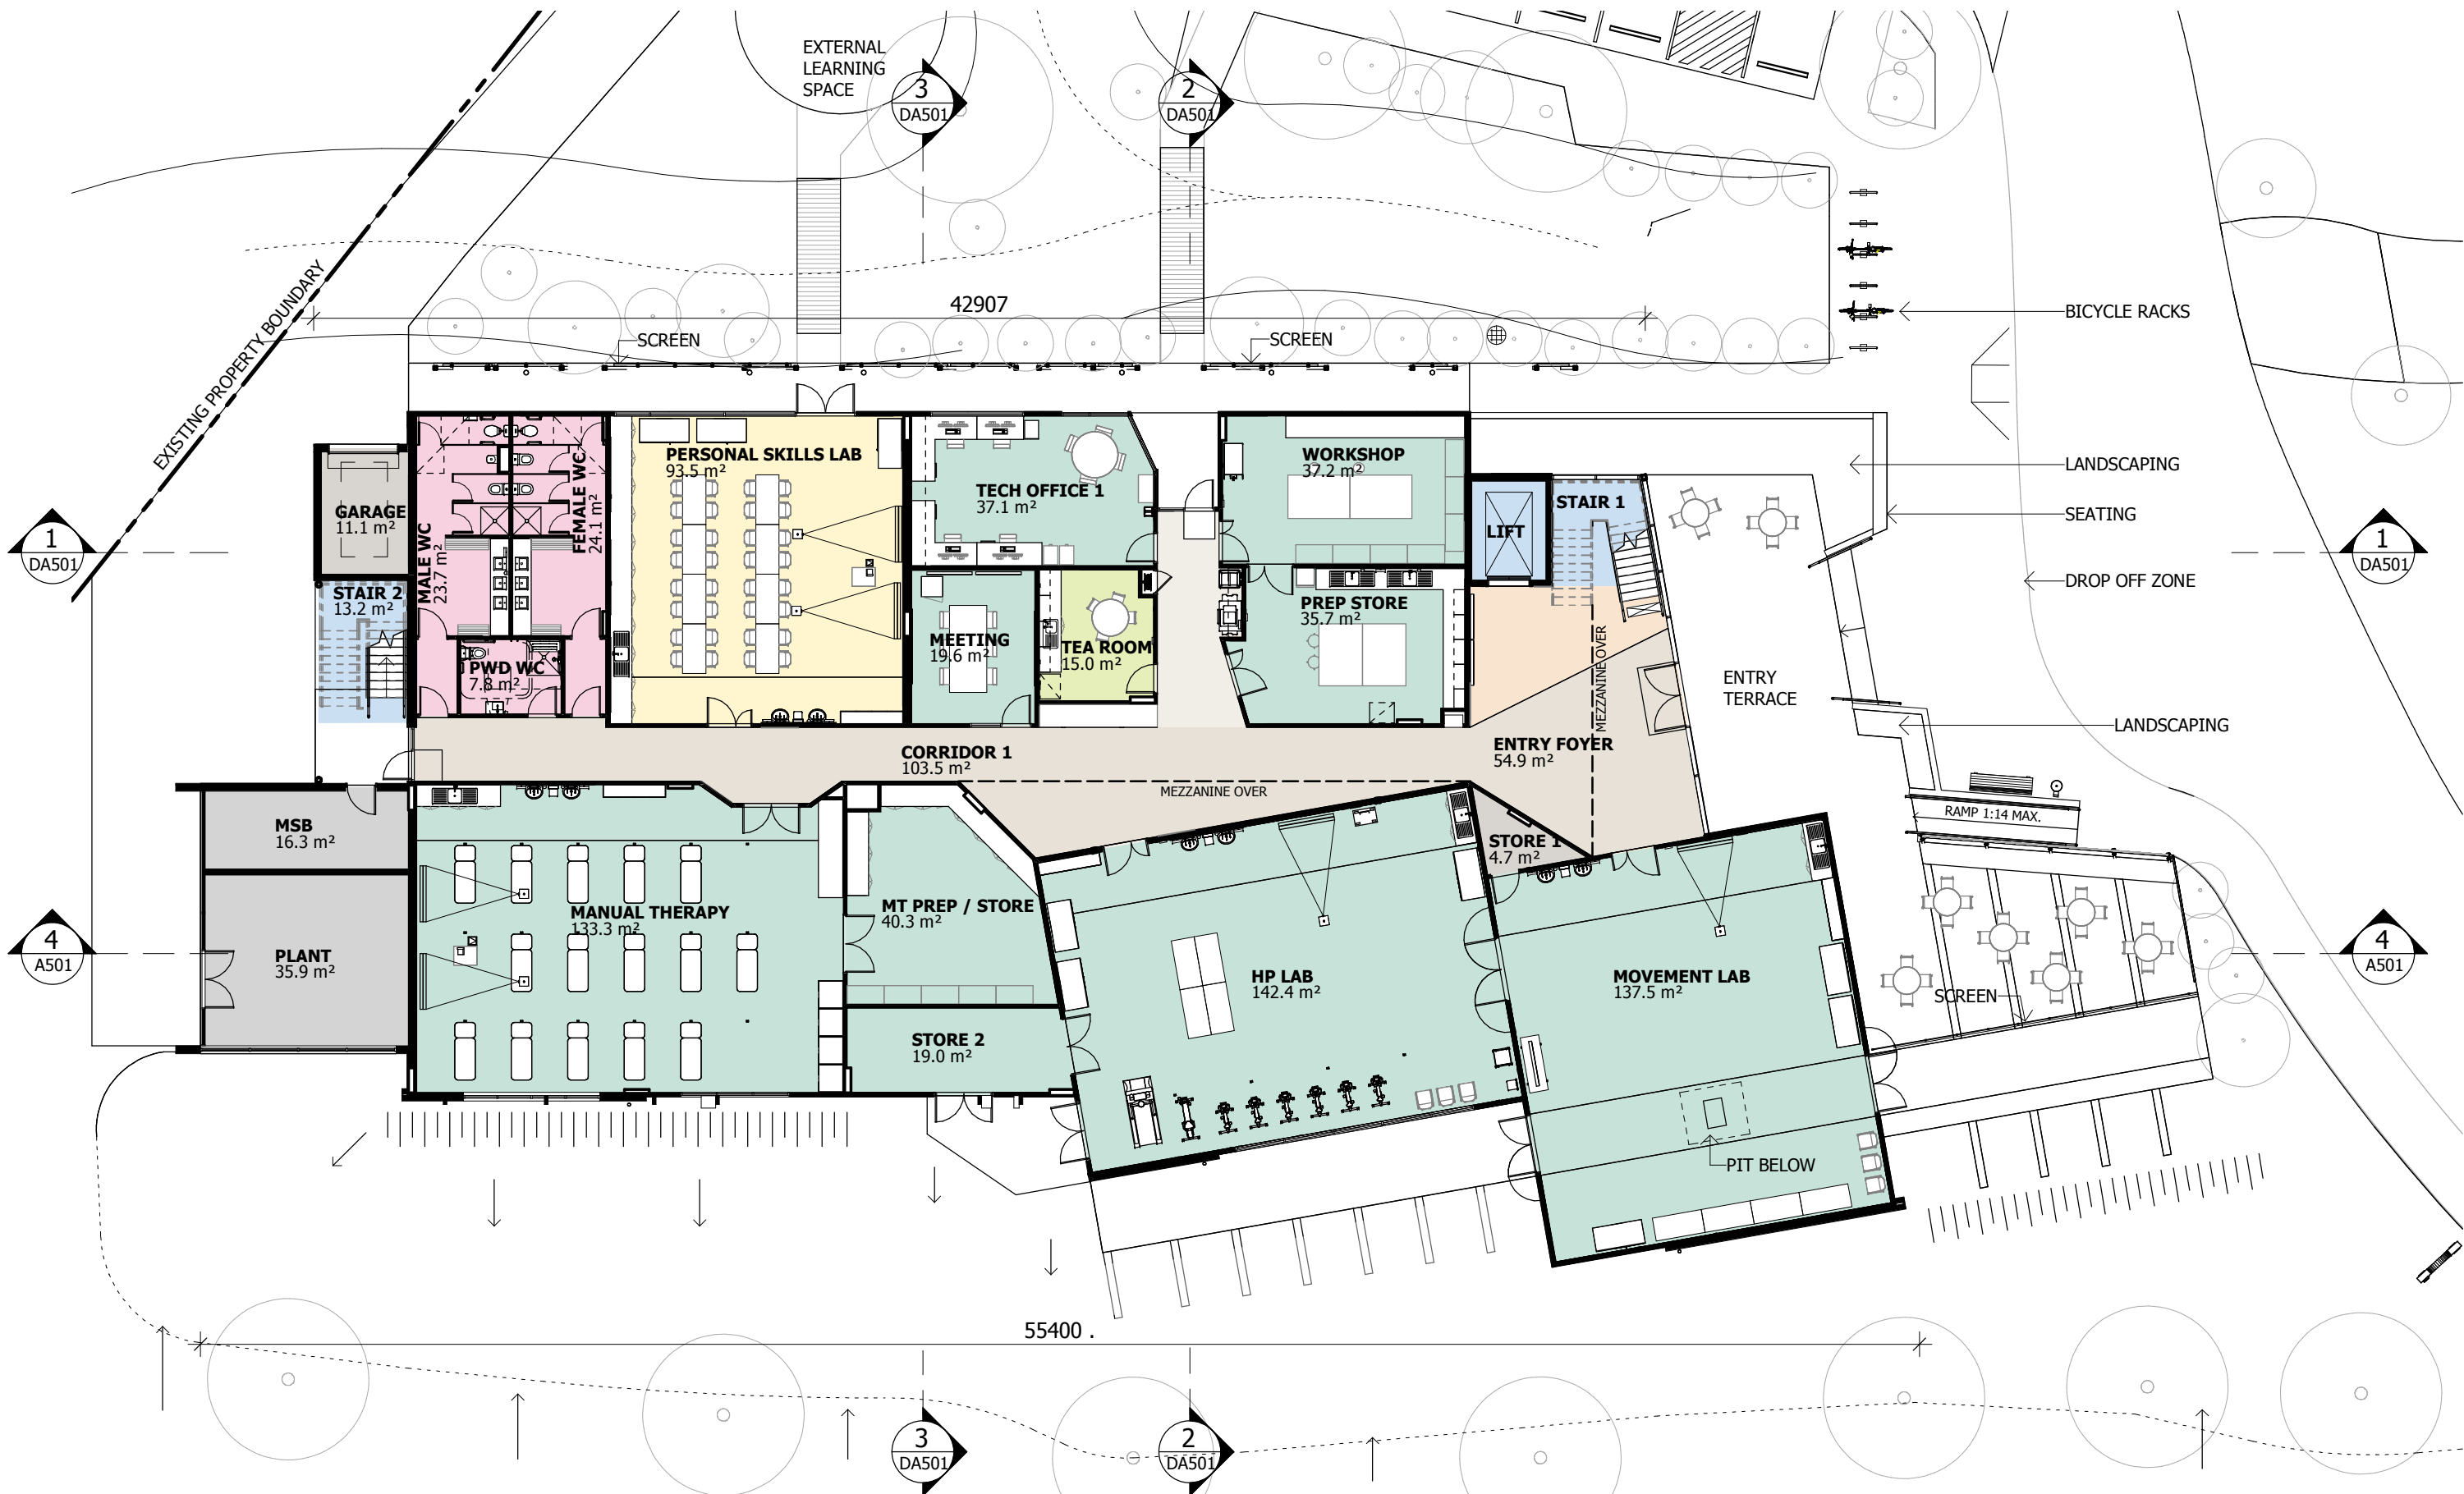 EXTERNAL
LEARNING
SPACE
3
DA501
2
DA501
42907
EXISTING PROPERTY BOUNDARY
SCREEN
SCREEN
BICYCLE RACKS
PERSONAL SKILLS LAB
93.5 m²
WORKSHOP
37.2 m²
LANDSCAPING
TECH OFFICE 1
37.1 m²
STAIR 1
LIFT
SEATING
GARAGE
11.1 m²
MALE WC
23.7 m²
FEMALE WC
24.1 m²
1
DA501
1
DA501
DROP OFF ZONE
STAIR 2
13.2 m²
PREP STORE
35.7 m²
MEETING
19.6 m²
TEA ROOM
15.0 m²
PWD WC
7.8 m²
MEZZANINE OVER
ENTRY
TERRACE
LANDSCAPING
CORRIDOR 1
103.5 m²
ENTRY FOYER
54.9 m²
MEZZANINE OVER
RAMP 1:14 MAX.
MSB
16.3 m²
STORE 1
4.7 m²
MANUAL THERAPY
133.3 m²
MT PREP / STORE
40.3 m²
4
A501
4
A501
PLANT
35.9 m²
HP LAB
142.4 m²
MOVEMENT LAB
137.5 m²
SCREEN
STORE 2
19.0 m²
PIT BELOW
55400 .
3
DA501
2
DA501